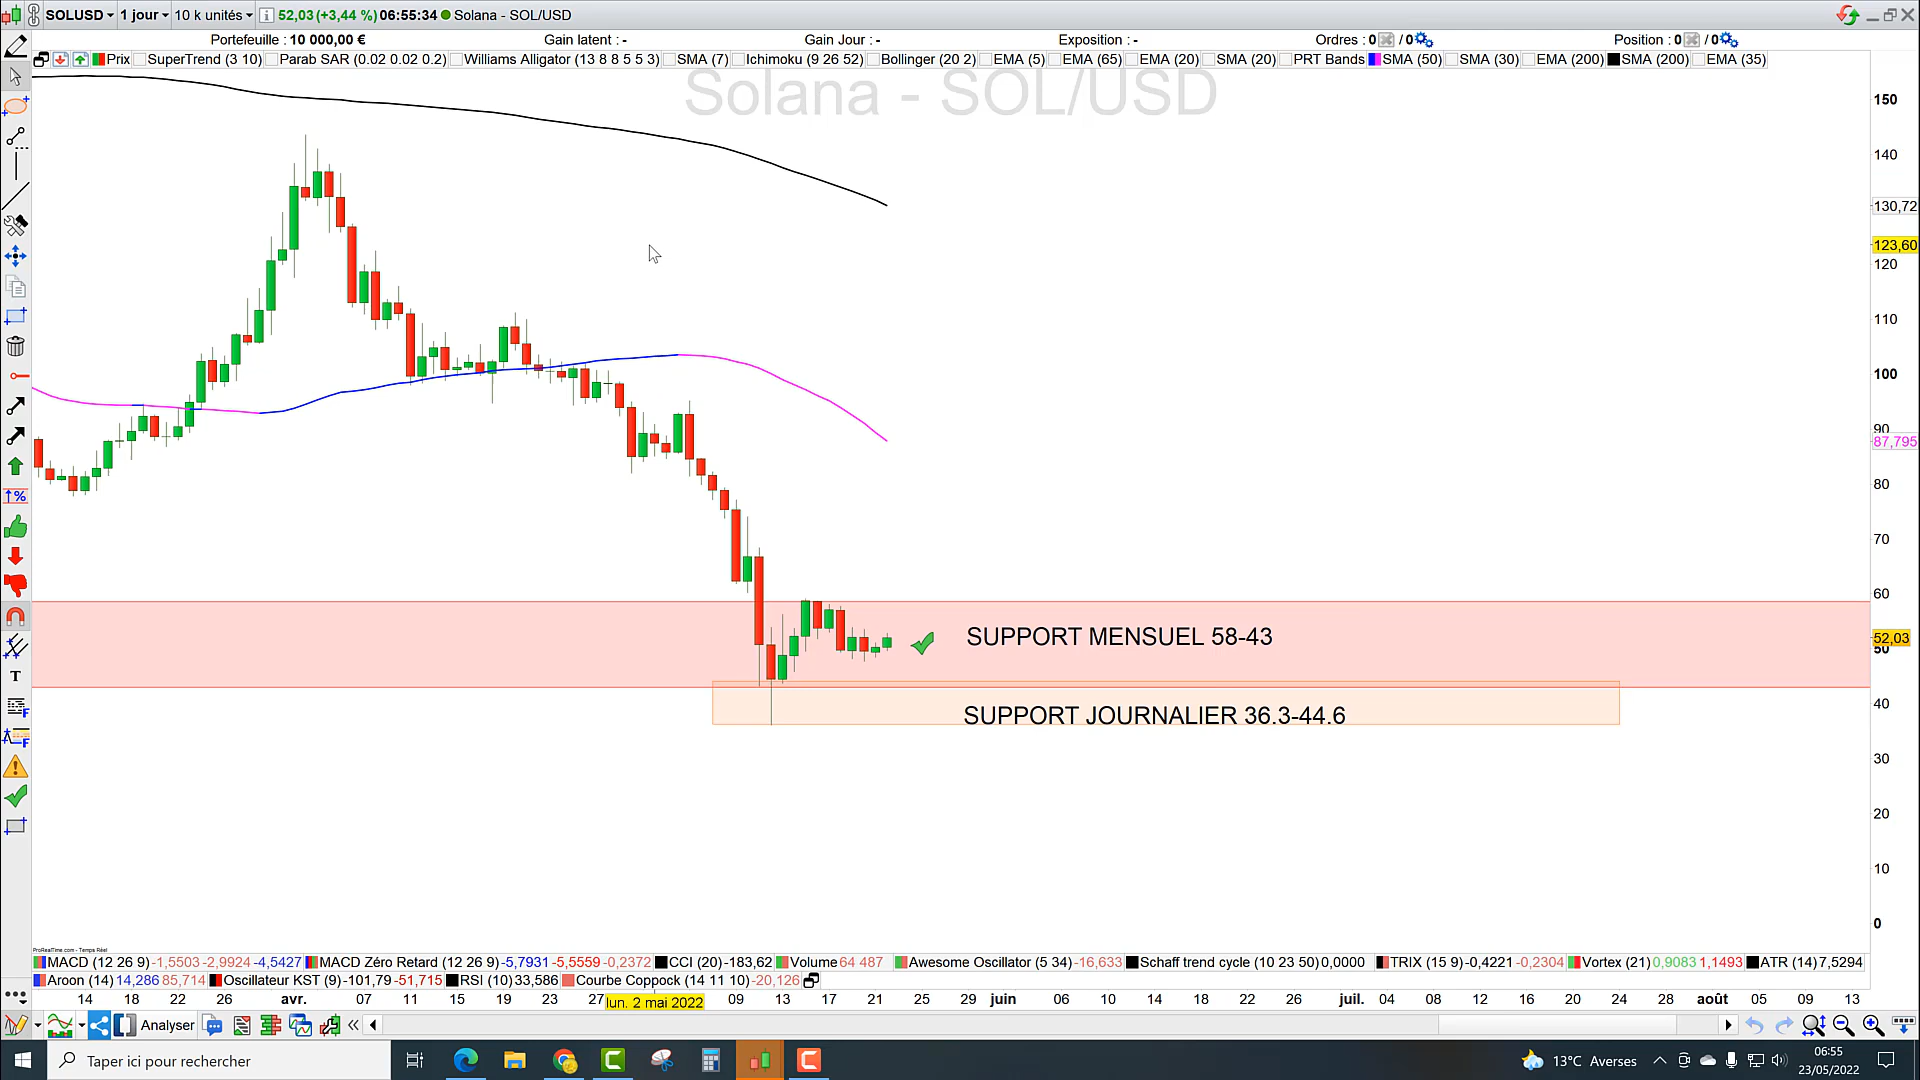 SOLUSD 1 jour 10 k unités 52,03 (+3,44 %) 06:55:34 Solana - SOL/USD
Portefeuille : 10 000,00 € Gain latent : - Gain Jour : - Exposition : - Ordres : 0 / 0 Position : 0 / 0
Prix SuperTrend (3 10) Parab SAR (0.02 0.02 0.2) Williams Alligator (13 8 8 5 5 3) SMA (7) Ichimoku (9 26 52) Bollinger (20 2) EMA (5) EMA (65) EMA (20) SMA (20) PRT Bands SMA (50) SMA (30) EMA (200) SMA (200) EMA (35)
Solana - SOL/USD
150
140
130,72
123,60
120
110
100
90
87,795
80
70
60
SUPPORT MENSUEL 58-43
52,03
50
40
SUPPORT JOURNALIER 36.3-44.6
30
20
10
0
ProRealTime.com - Temps Réel
MACD (12 26 9) -1,5503 -2,9924 -4,5427 MACD Zéro Retard (12 26 9) -5,7931 -5,5559 -0,2372 CCI (20) -183,62 Volume 64 487 Awesome Oscillator (5 34) -16,633 Schaff trend cycle (10 23 50) 0,0000 TRIX (15 9) -0,4221 -0,2304 Vortex (21) 0,9083 1,1493 ATR (14) 7,5294
Aroon (14) 14,286 85,714 Oscillateur KST (9) -101,79 -51,715 RSI (10) 33,586 Courbe Coppock (14 11 10) -20,126
14 18 22 26 avr. 07 11 15 19 23 27 lun. 2 mai 2022 09 13 17 21 25 29 juin 06 10 14 18 22 26 juil. 04 08 12 16 20 24 28 août 05 09 13
Analyser
Taper ici pour rechercher 13°C Averses 06:55
23/05/2022